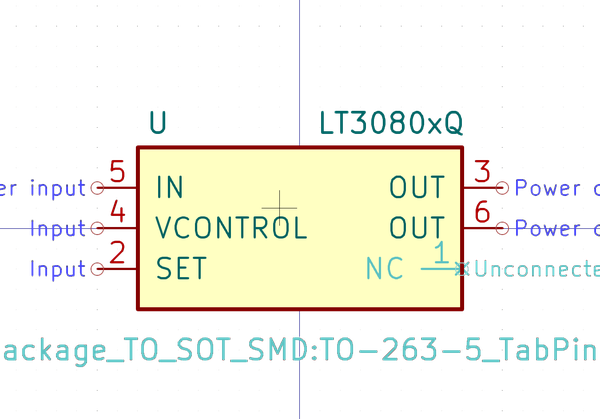 U LT3080xQ
er input 5 IN OUT 3 Power o
Input 4 VCONTROL OUT 6 Power o
Input 2 SET NC 1 Unconnecte
ackage_TO_SOT_SMD:TO-263-5_TabPin